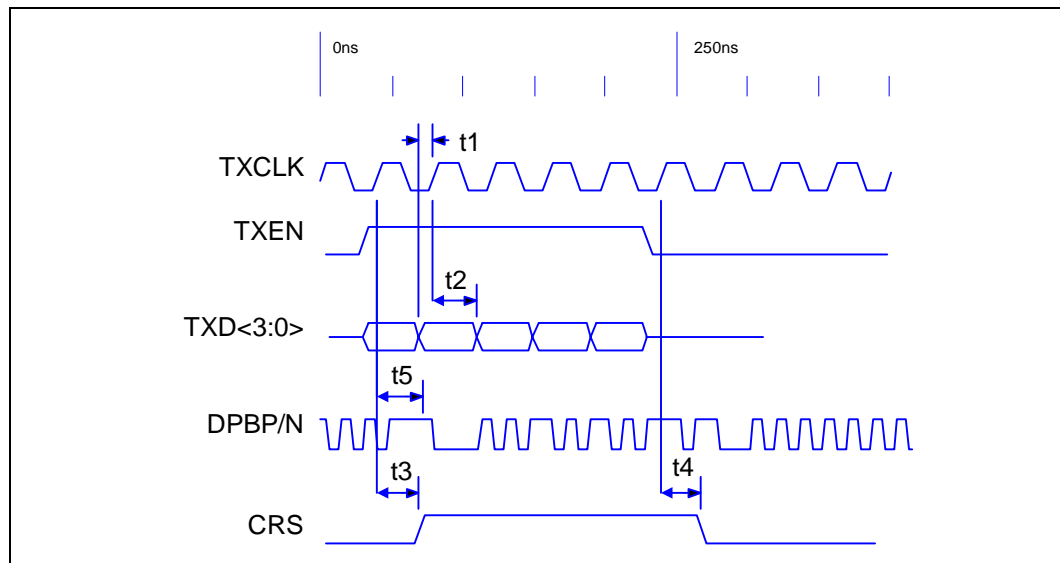 0ns 250ns
t1
TXCLK
TXEN
t2
TXD<3:0>
t5
DPBP/N
t3 t4
CRS